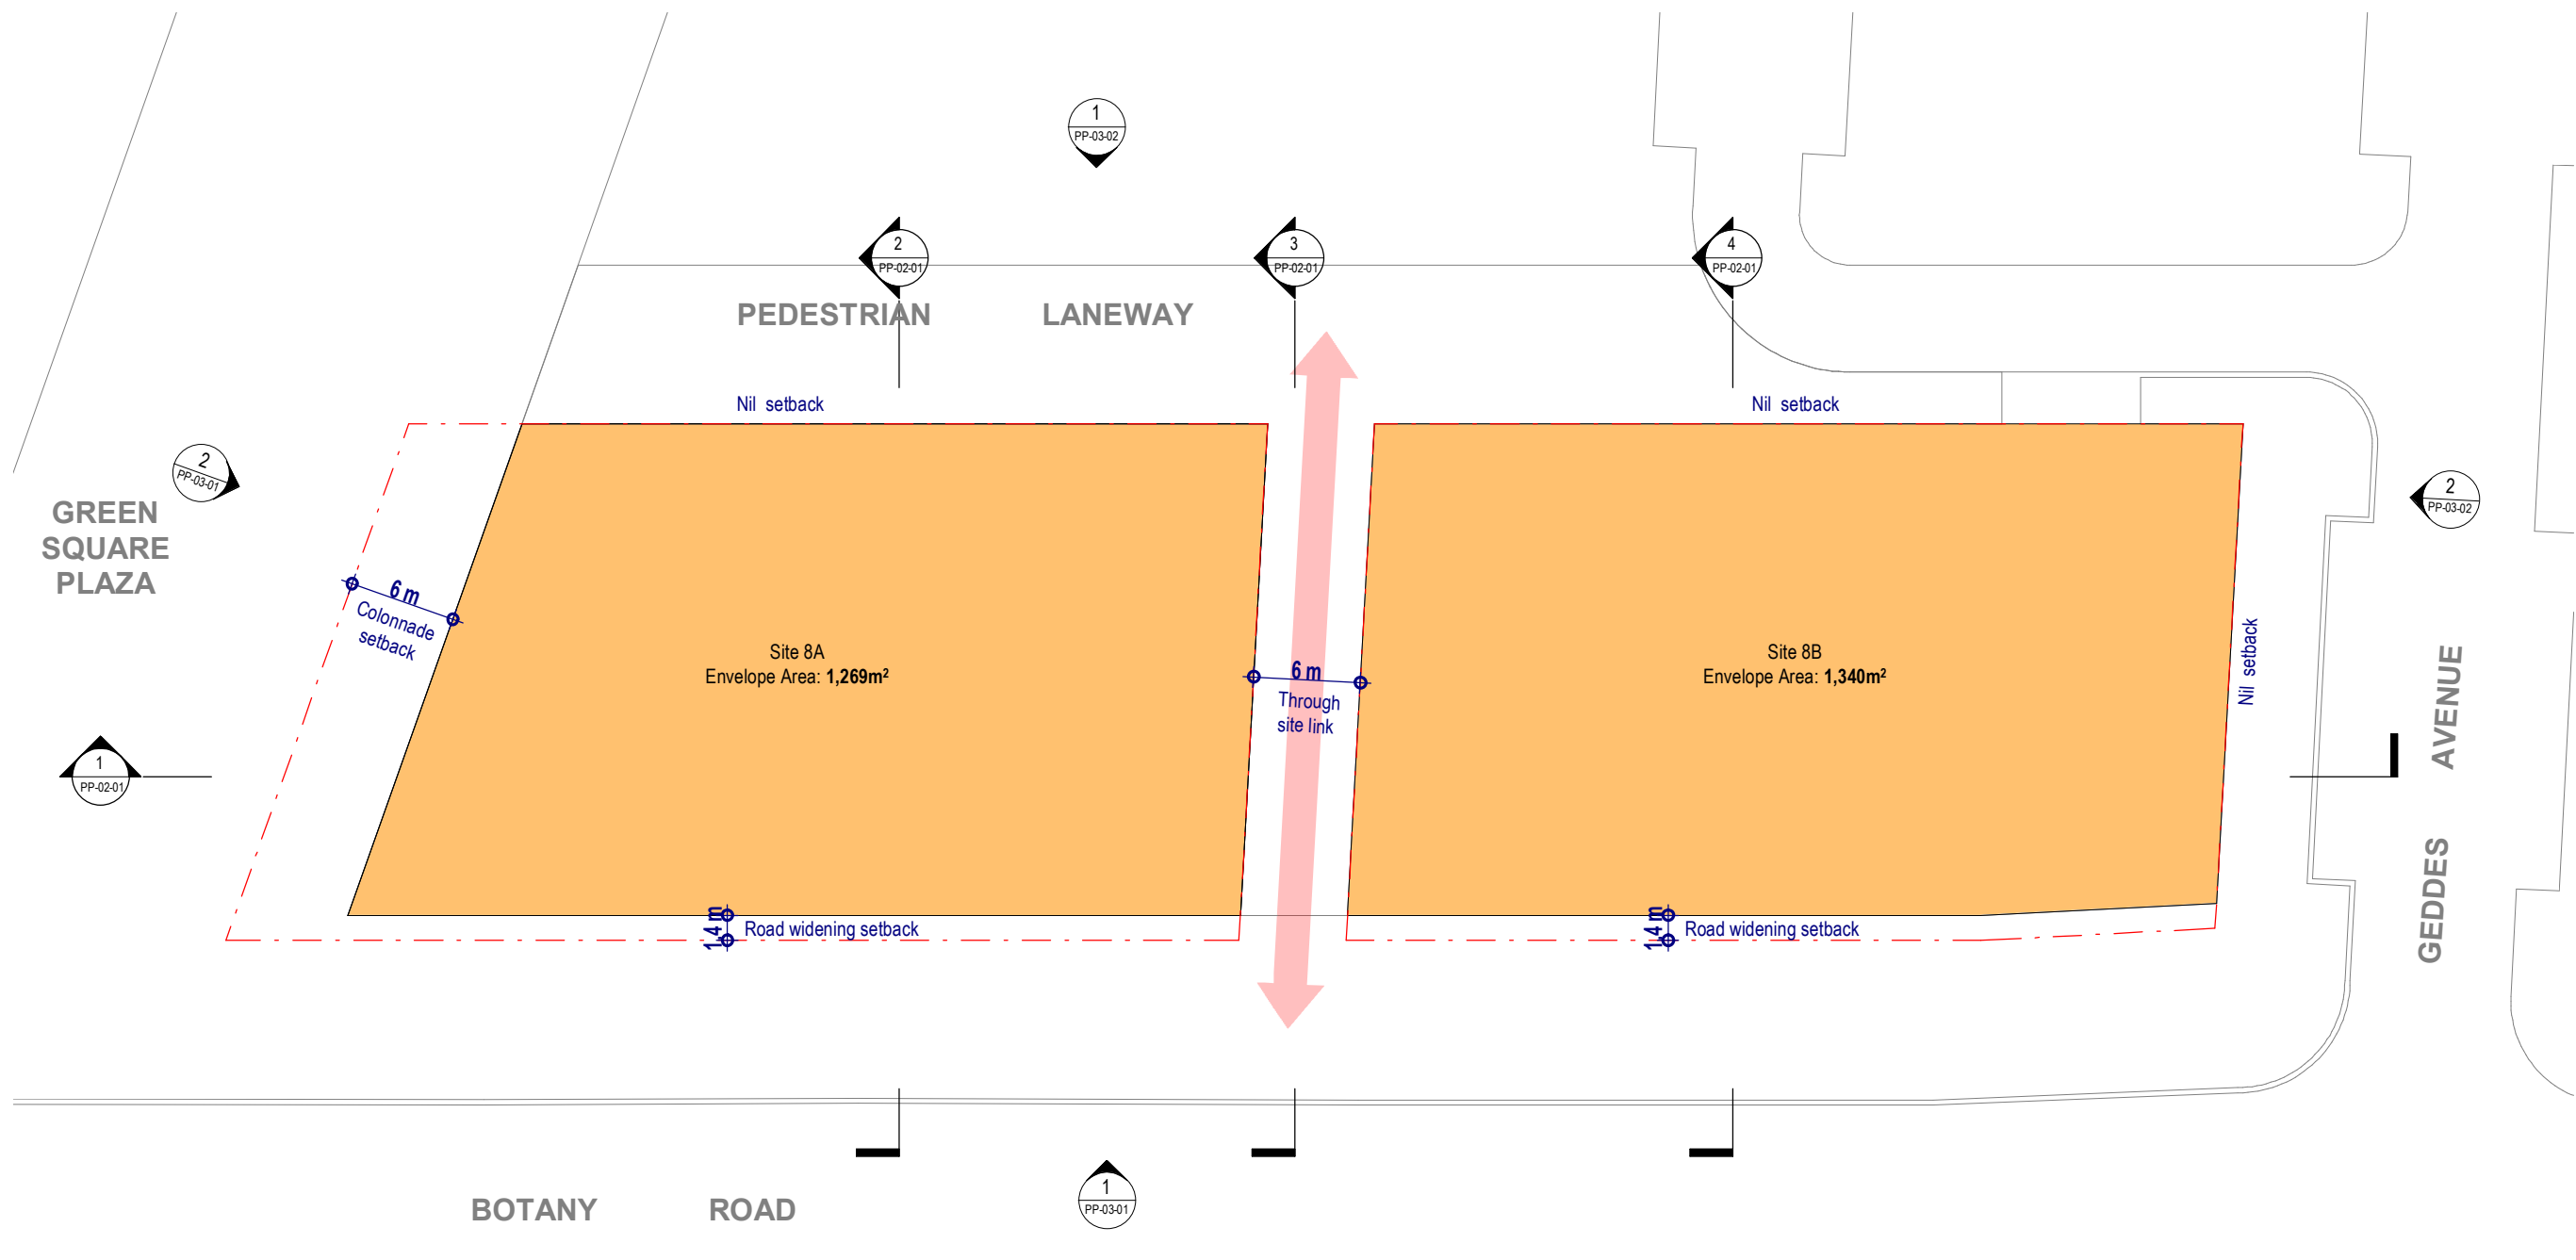 1
PP-03-02
2
PP-02-01
3
PP-02-01
4
PP-02-01
PEDESTRIAN LANEWAY
Nil setback
Nil setback
2
PP-03-01
GREEN
SQUARE
PLAZA
6 m
Colonnade
setback
2
PP-03-02
Site 8A
Envelope Area: 1,269m²
6 m
Through
site link
Site 8B
Envelope Area: 1,340m²
Nil setback
GEDDES AVENUE
1
PP-02-01
1.4 m
Road widening setback
1.4 m
Road widening setback
BOTANY ROAD
1
PP-03-01